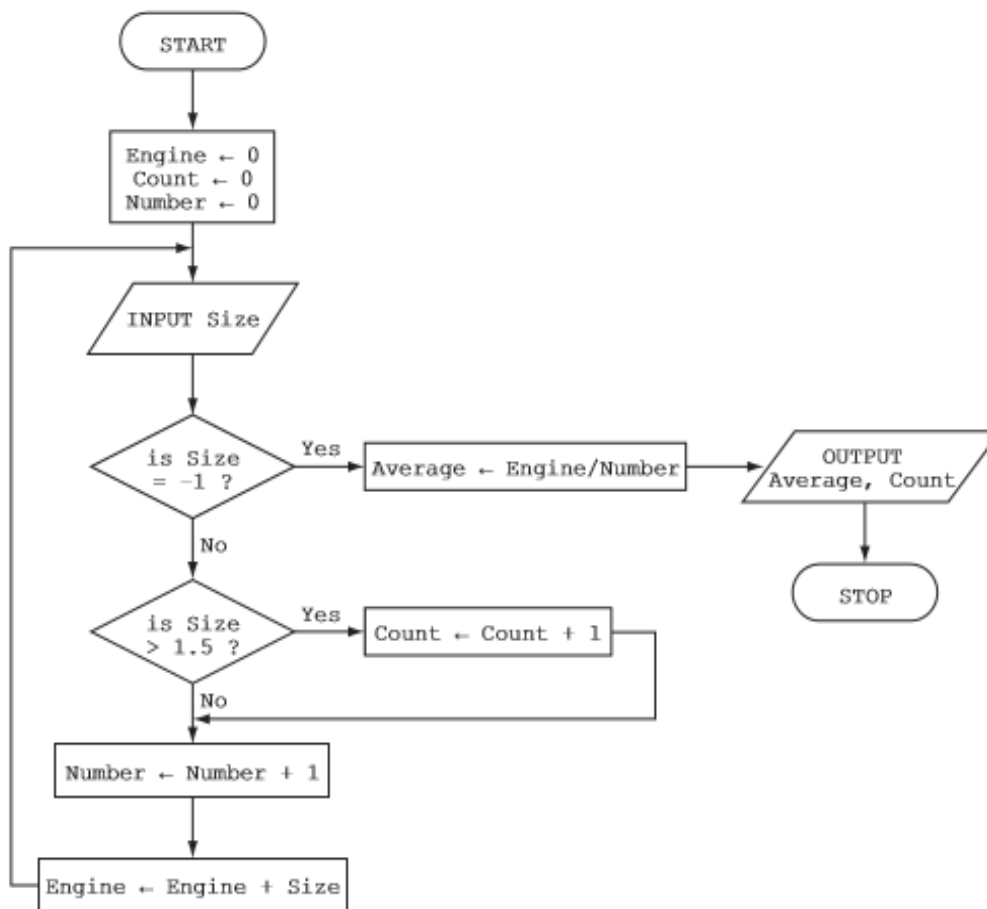 START
Engine ← 0
Count ← 0
Number ← 0
INPUT Size
is Size
= −1 ?
Yes
Average ← Engine/Number
OUTPUT
Average, Count
No
STOP
is Size
> 1.5 ?
Yes
Count ← Count + 1
No
Number ← Number + 1
Engine ← Engine + Size